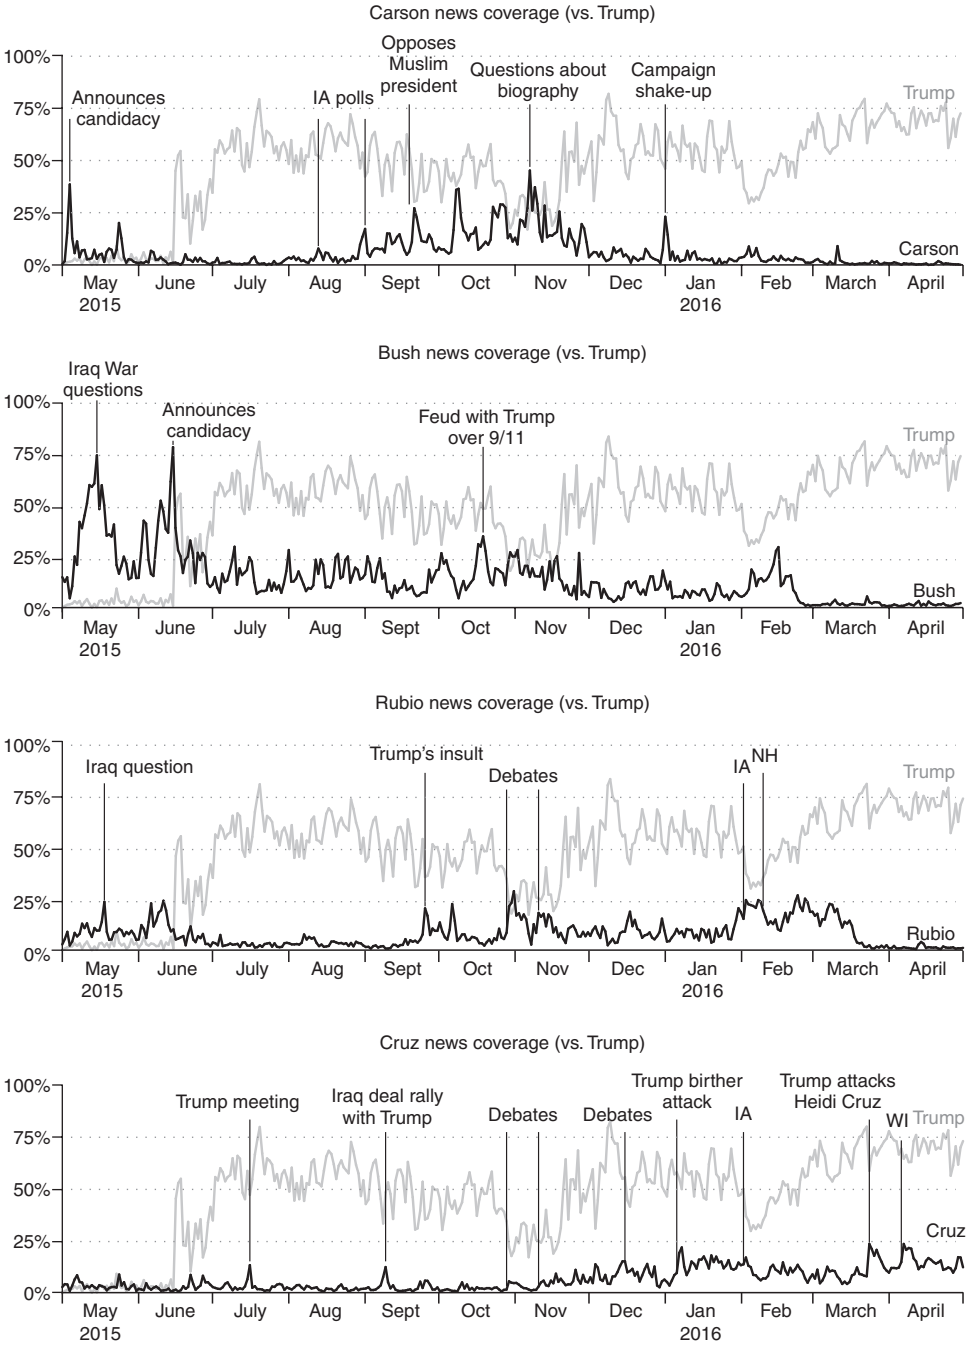 Carson news coverage (vs. Trump)
100%
75%
50%
25%
0%
Announces
candidacy
IA polls
Opposes
Muslim
president
Questions about
biography
Campaign
shake-up
Trump
Carson
May June July Aug Sept Oct Nov Dec Jan Feb March April
2015 2016
Bush news coverage (vs. Trump)
100%
75%
50%
25%
0%
Iraq War
questions
Announces
candidacy
Feud with Trump
over 9/11
Trump
Bush
May June July Aug Sept Oct Nov Dec Jan Feb March April
2015 2016
Rubio news coverage (vs. Trump)
100%
75%
50%
25%
0%
Iraq question
Trump's insult
Debates
IA
NH
Trump
Rubio
May June July Aug Sept Oct Nov Dec Jan Feb March April
2015 2016
Cruz news coverage (vs. Trump)
100%
75%
50%
25%
0%
Trump meeting
Iraq deal rally
with Trump
Debates
Debates
Trump birther
attack
IA
Trump attacks
Heidi Cruz
WI
Trump
Cruz
May June July Aug Sept Oct Nov Dec Jan Feb March April
2015 2016